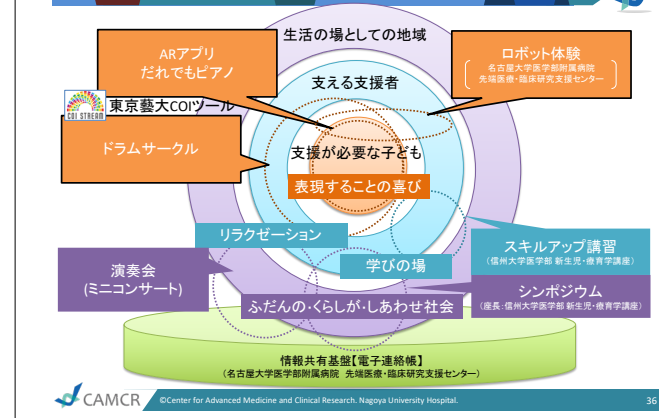 生活の場としての地域
ARアプリ
だれでもピアノ
ロボット体験
名古屋大学医学部附属病院
先端医療・臨床研究支援センター
支える支援者
COI STREAM
東京藝大COIツール
ドラムサークル
支援が必要な子ども
表現することの喜び
リラクゼーション
スキルアップ講習
(信州大学医学部 新生児・療育学講座)
演奏会
(ミニコンサート)
学びの場
シンポジウム
(座長:信州大学医学部 新生児・療育学講座)
ふだんの・くらしが・しあわせ社会
情報共有基盤【電子連絡帳】
(名古屋大学医学部附属病院 先端医療・臨床研究支援センター)
CAMCR
©Center for Advanced Medicine and Clinical Research. Nagoya University Hospital.
36